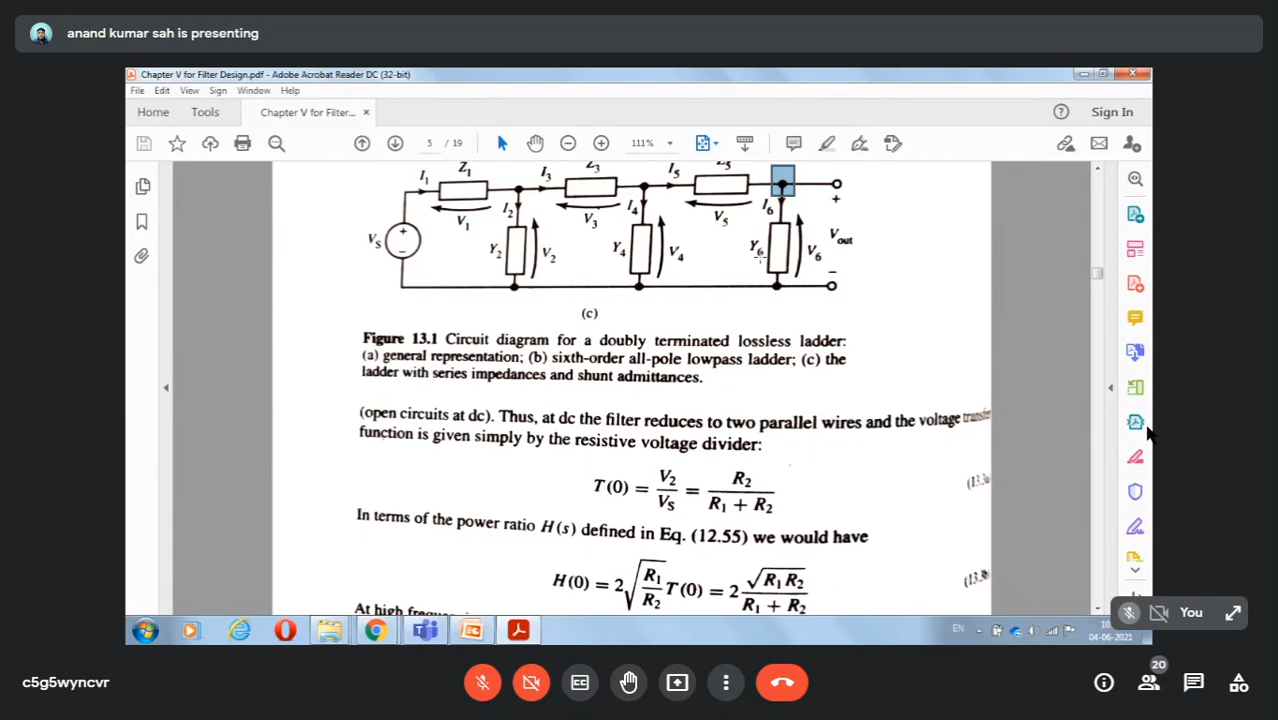 anand kumar sah is presenting
Chapter V for Filter Design.pdf - Adobe Acrobat Reader DC (32-bit)
File Edit View Sign Window Help
Home Tools Chapter V for Filter... × Sign In
5 / 19 111%
I1 Z1 I3 Z3 I5 Z5
I2 I4 I6 +
V1 V3 V5
VS + − Y2 V2 Y4 V4 Y6 V6 Vout
−
(c)
Figure 13.1 Circuit diagram for a doubly terminated lossless ladder:
(a) general representation; (b) sixth-order all-pole lowpass ladder; (c) the
ladder with series impedances and shunt admittances.
(open circuits at dc). Thus, at dc the filter reduces to two parallel wires and the voltage
function is given simply by the resistive voltage divider:
T(0) = V2/VS = R2/(R1 + R2)
In terms of the power ratio H(s) defined in Eq. (12.55) we would have
H(0) = 2√(R1/R2) T(0) = 2 √(R1 R2)/(R1 + R2)
At high
EN
04-06-2021
You
c5g5wyncvr
CC
20